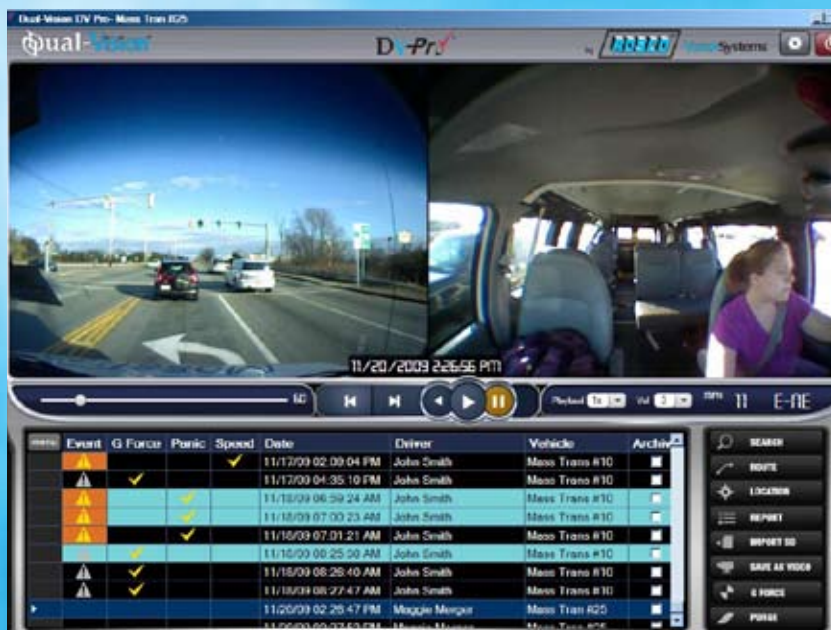 Dual-Vision DV Pro- Mass Tran #25
Dual-Vision
DV-Pro
by ROSCO Vision Systems
11/20/2009 2:26:56 PM
60
Playback 1x Vol 3 MPH 11 E-NE
menu Event G Force Panic Speed Date Driver Vehicle Archiv
11/17/09 02:09:04 PM John Smith Mass Trans #10
11/17/09 04:35:10 PM John Smith Mass Trans #10
11/18/09 06:59:24 AM John Smith Mass Trans #10
11/18/09 07:00:23 AM John Smith Mass Trans #10
11/18/09 07:01:21 AM John Smith Mass Trans #10
John Smith Mass Trans #10
11/18/09 08:26:40 AM John Smith Mass Trans #10
11/18/09 08:27:47 AM John Smith Mass Trans #10
11/20/09 02:26:47 PM Maggie Merger Mass Tran #25
SEARCH
ROUTE
LOCATION
REPORT
IMPORT SD
SAVE AS VIDEO
G FORCE
PURGE